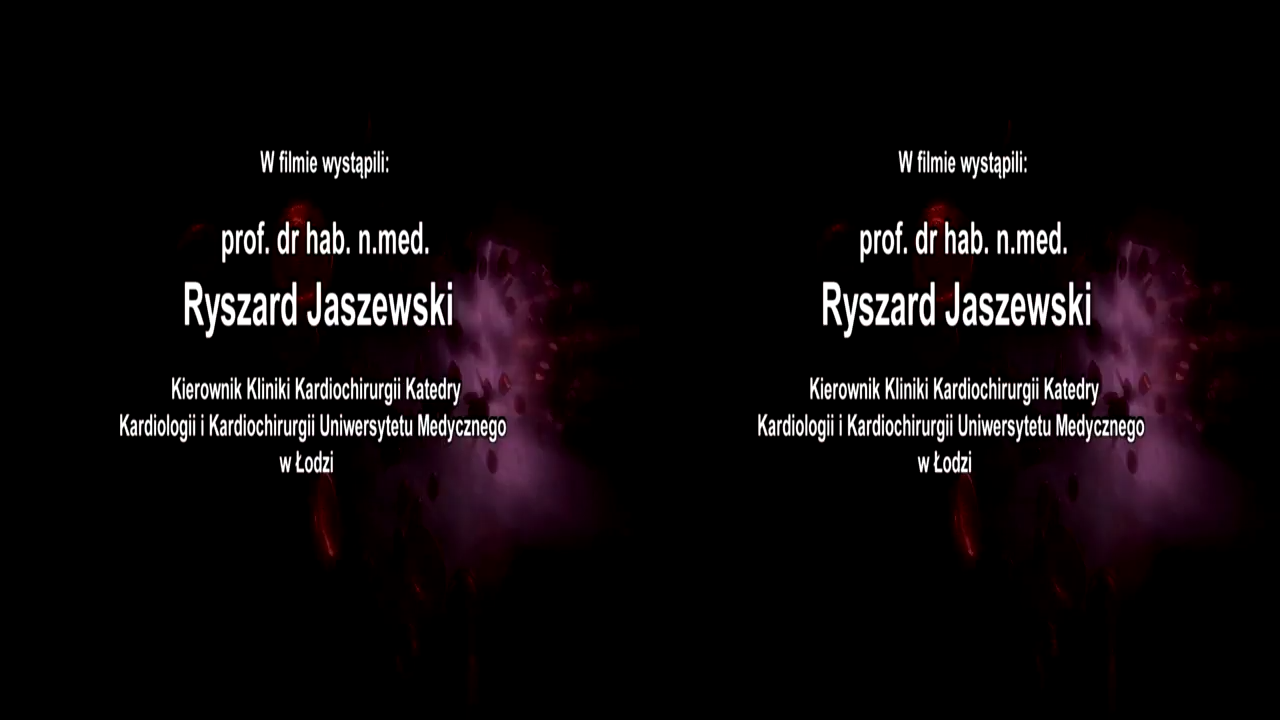 W filmie wystąpili:
prof. dr hab. n.med.
Ryszard Jaszewski
Kierownik Kliniki Kardiochirurgii Katedry
Kardiologii i Kardiochirurgii Uniwersytetu Medycznego
w Łodzi
W filmie wystąpili:
prof. dr hab. n.med.
Ryszard Jaszewski
Kierownik Kliniki Kardiochirurgii Katedry
Kardiologii i Kardiochirurgii Uniwersytetu Medycznego
w Łodzi